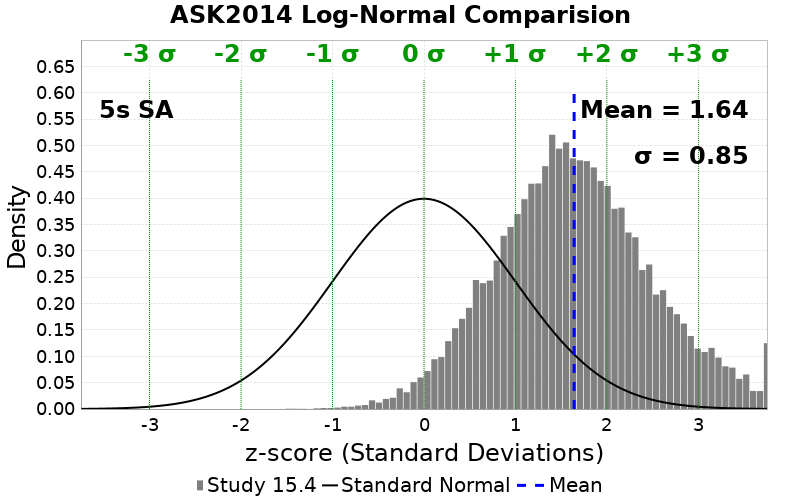 ASK2014 Log-Normal Comparision
-3 σ -2 σ -1 σ 0 σ +1 σ +2 σ +3 σ
5s SA
Mean = 1.64
σ = 0.85
Density
0.65
0.60
0.55
0.50
0.45
0.40
0.35
0.30
0.25
0.20
0.15
0.10
0.05
0.00
-3 -2 -1 0 1 2 3
z-score (Standard Deviations)
Study 15.4 Standard Normal Mean